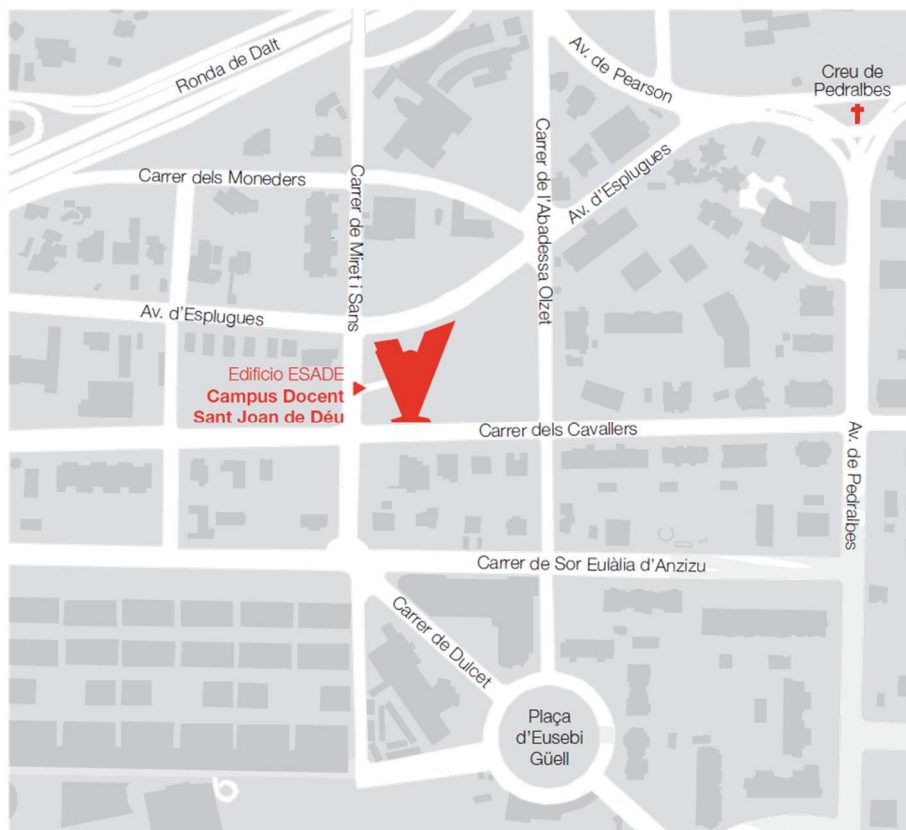 Ronda de Dalt
Av. de Pearson
Creu de
Pedralbes
Carrer dels Moneders
Carrer de Miret i Sans
Carrer de l'Abadessa Olzet
Av. d'Esplugues
Av. d'Esplugues
Edificio ESADE
Campus Docent
Sant Joan de Déu
Carrer dels Cavallers
Av. de Pedralbes
Carrer de Sor Eulàlia d'Anzizu
Carrer de Dulcet
Plaça
d'Eusebi
Güell